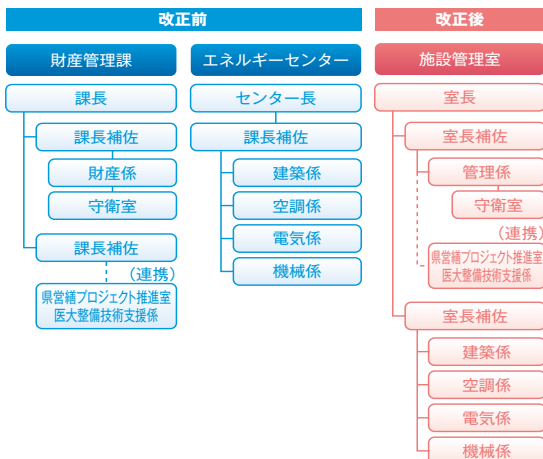 改正前
財産管理課
課長
課長補佐
財産係
守衛室
課長補佐
（連携）
県営繕プロジェクト推進室
医大整備技術支援係
エネルギーセンター
センター長
課長補佐
建築係
空調係
電気係
機械係
改正後
施設管理室
室長
室長補佐
管理係
守衛室
（連携）
県営繕プロジェクト推進室
医大整備技術支援係
室長補佐
建築係
空調係
電気係
機械係